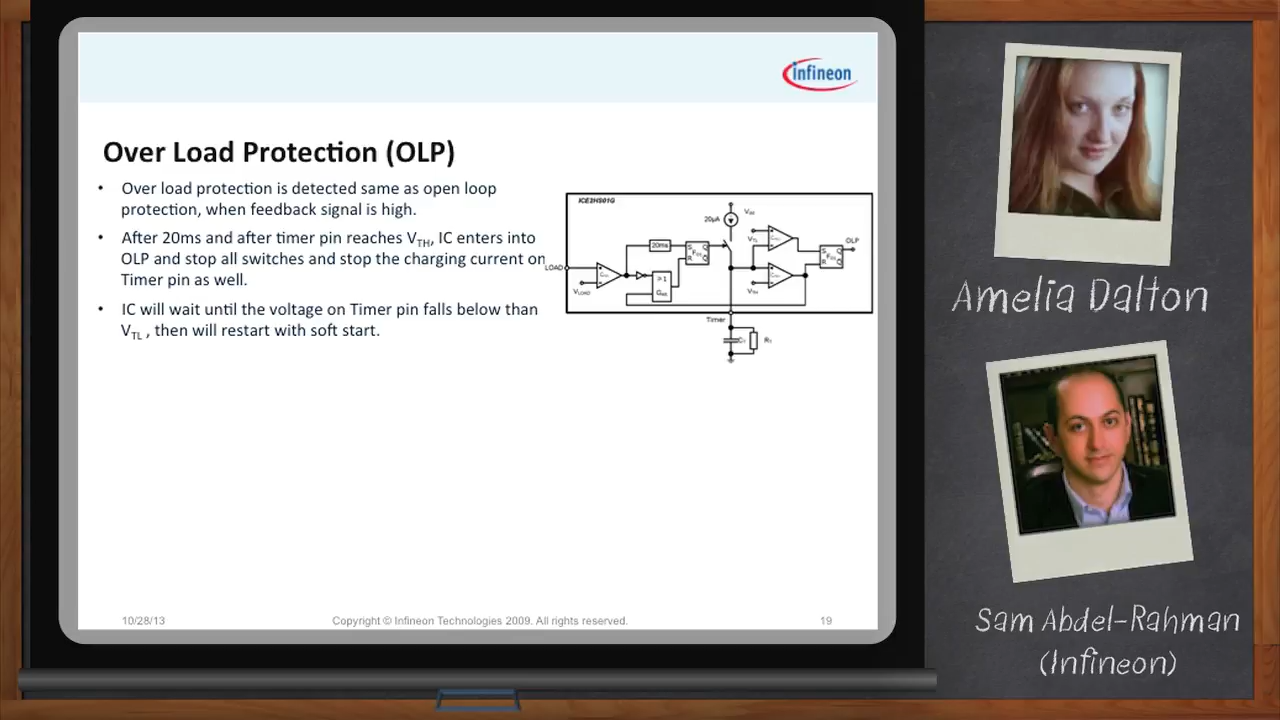 infineon
Over Load Protection (OLP)
• Over load protection is detected same as open loop
protection, when feedback signal is high.
• After 20ms and after timer pin reaches VTH, IC enters into
OLP and stop all switches and stop the charging current on
Timer pin as well.
• IC will wait until the voltage on Timer pin falls below than
VTL , then will restart with soft start.
ICE2HS01G
20µA
20ms
OLP
LOAD
VLOAD
Timer
10/28/13
Copyright © Infineon Technologies 2009. All rights reserved.
19
Amelia Dalton
Sam Abdel-Rahman
(Infineon)